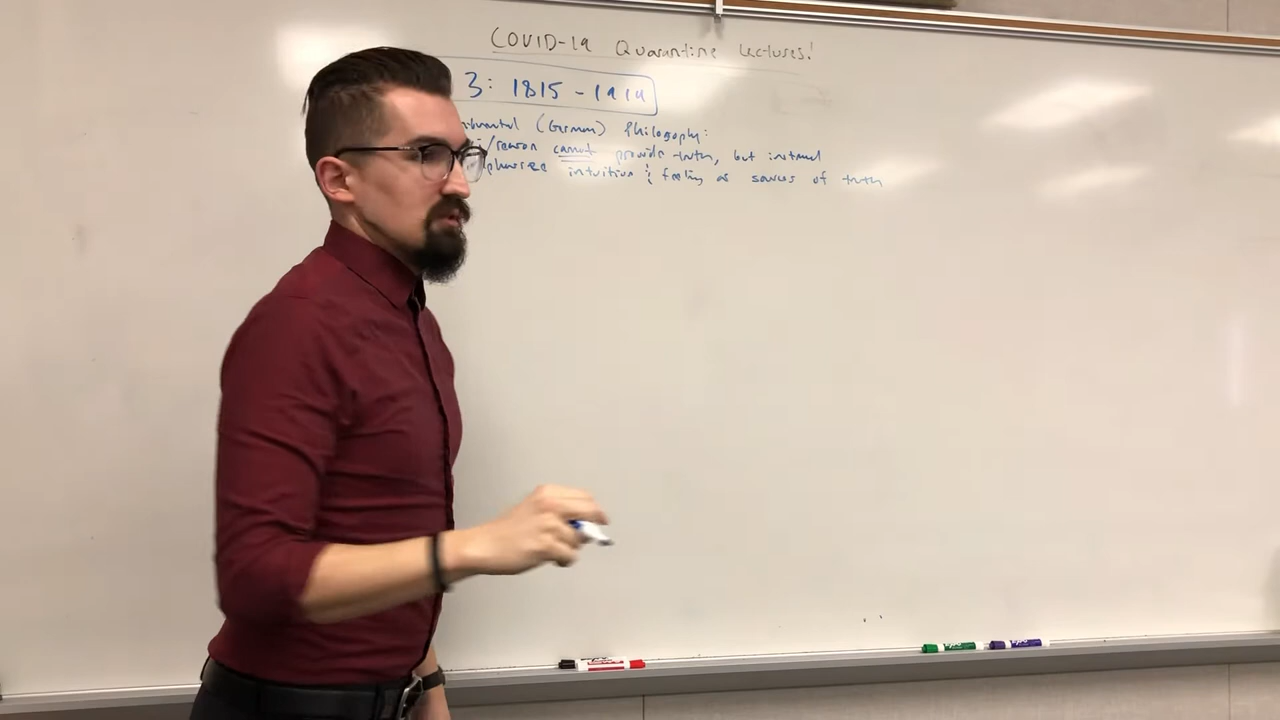 COVID-19 Quarantine Lectures!
3: 1815 - 1914
(German) Philosophy:
/reason cannot provide truth, but instead
intuition & feeling as sources of truth
EXPO